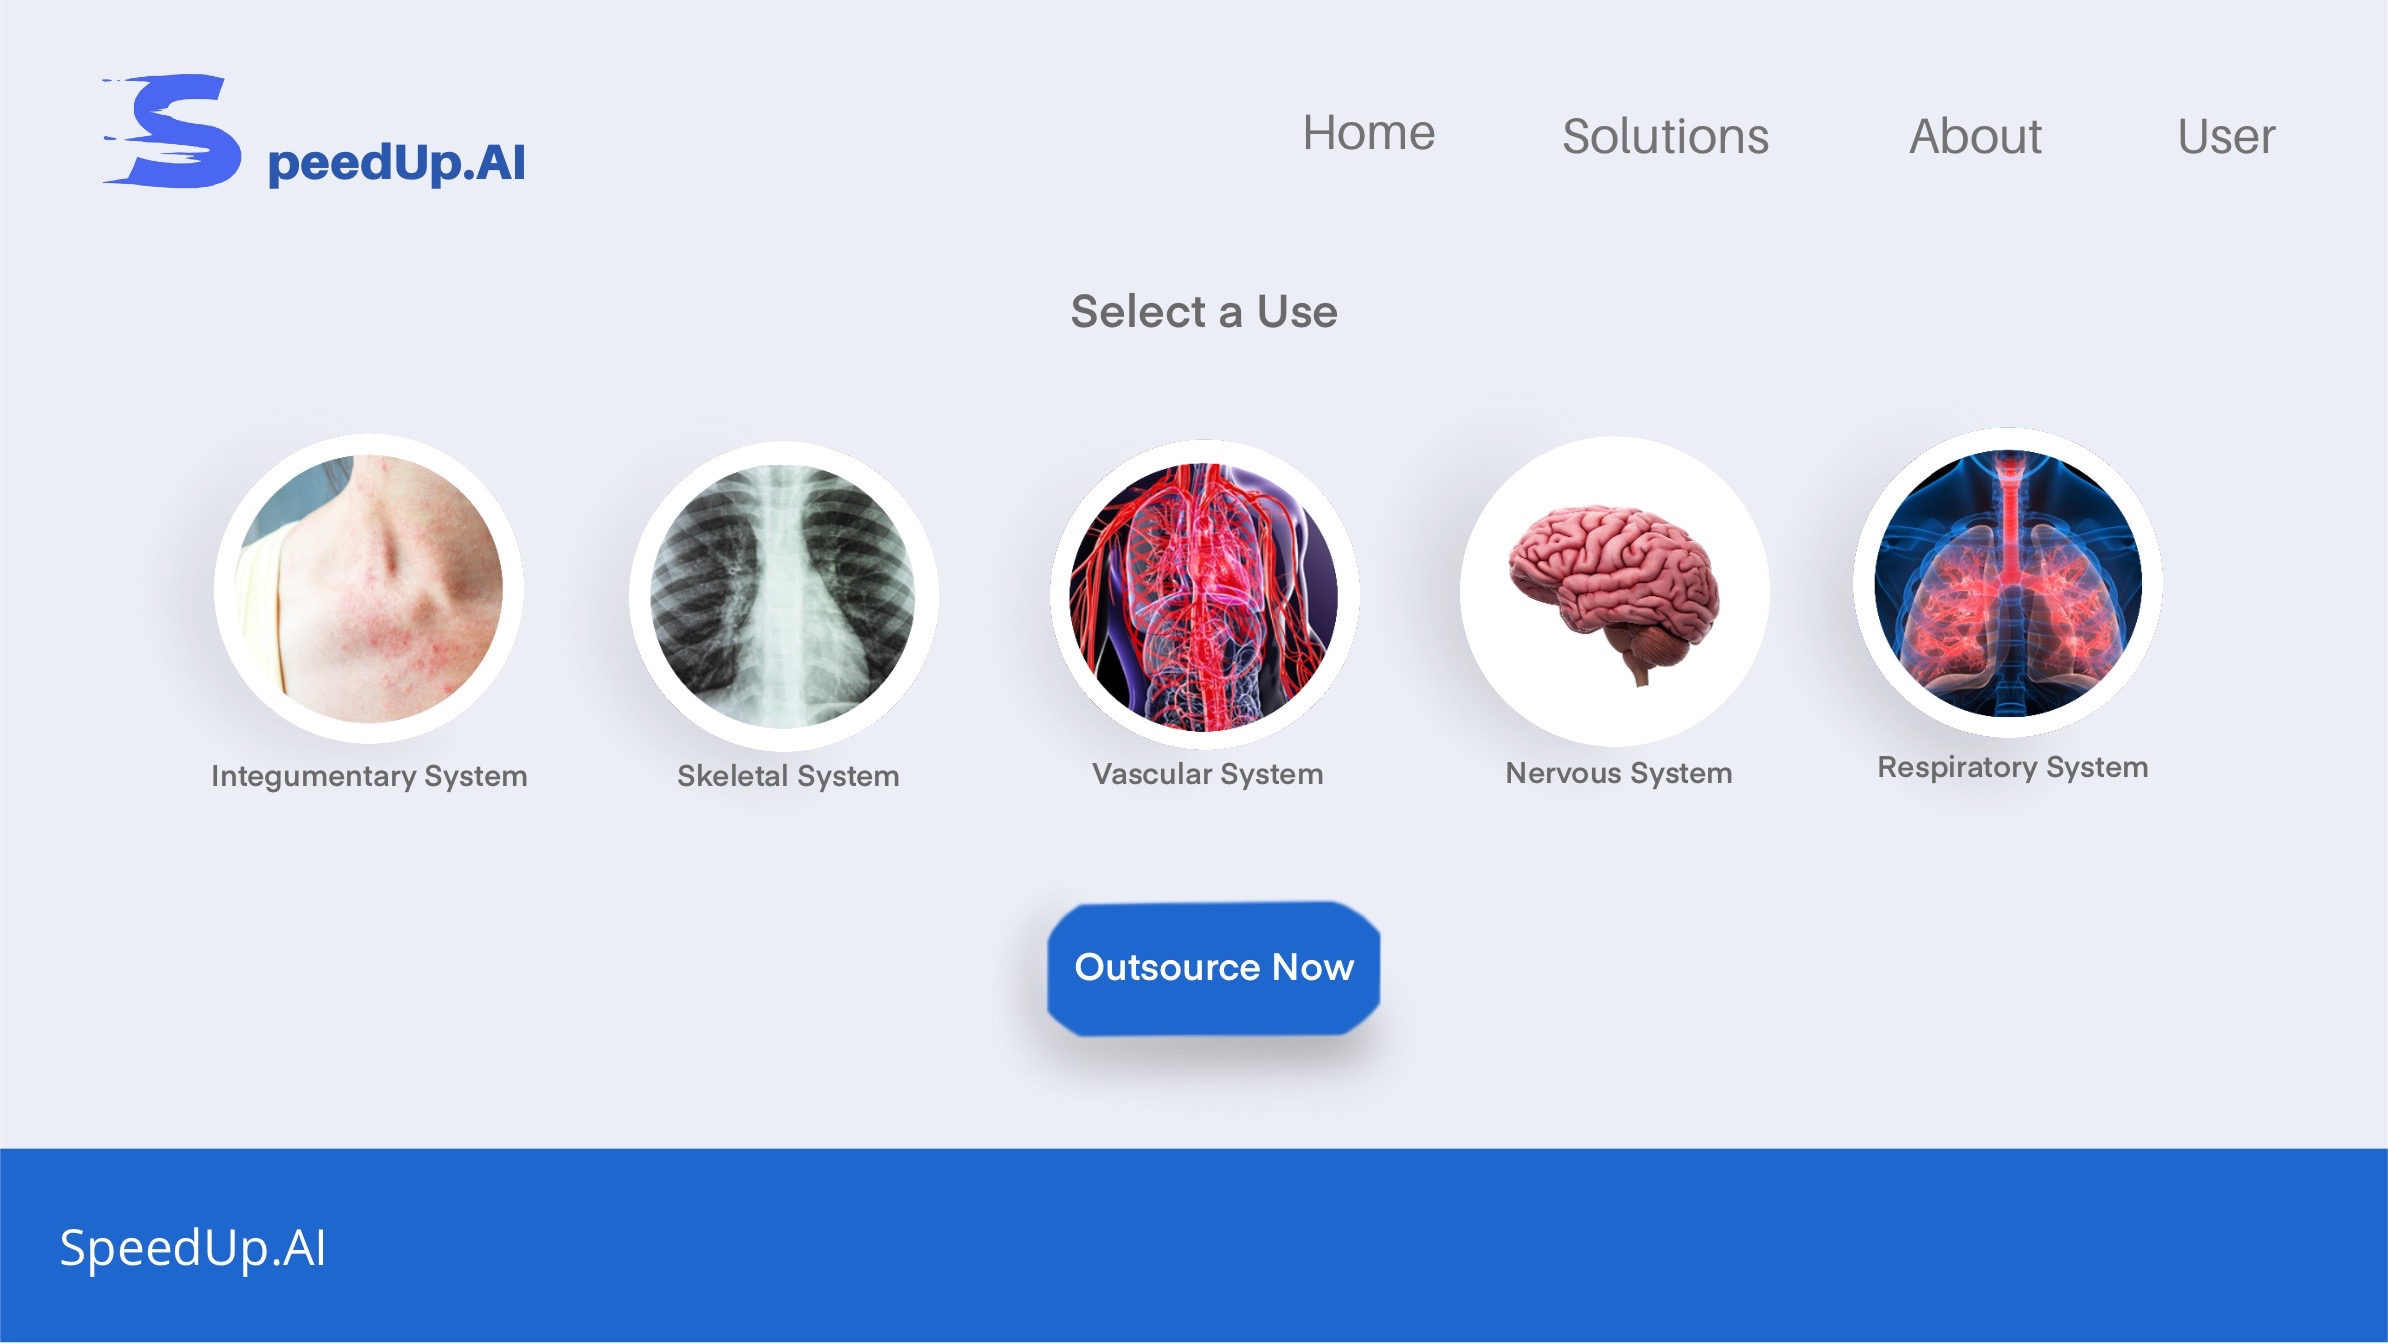 SpeedUp.AI
Home Solutions About User
Select a Use
Integumentary System Skeletal System Vascular System Nervous System Respiratory System
Outsource Now
SpeedUp.AI